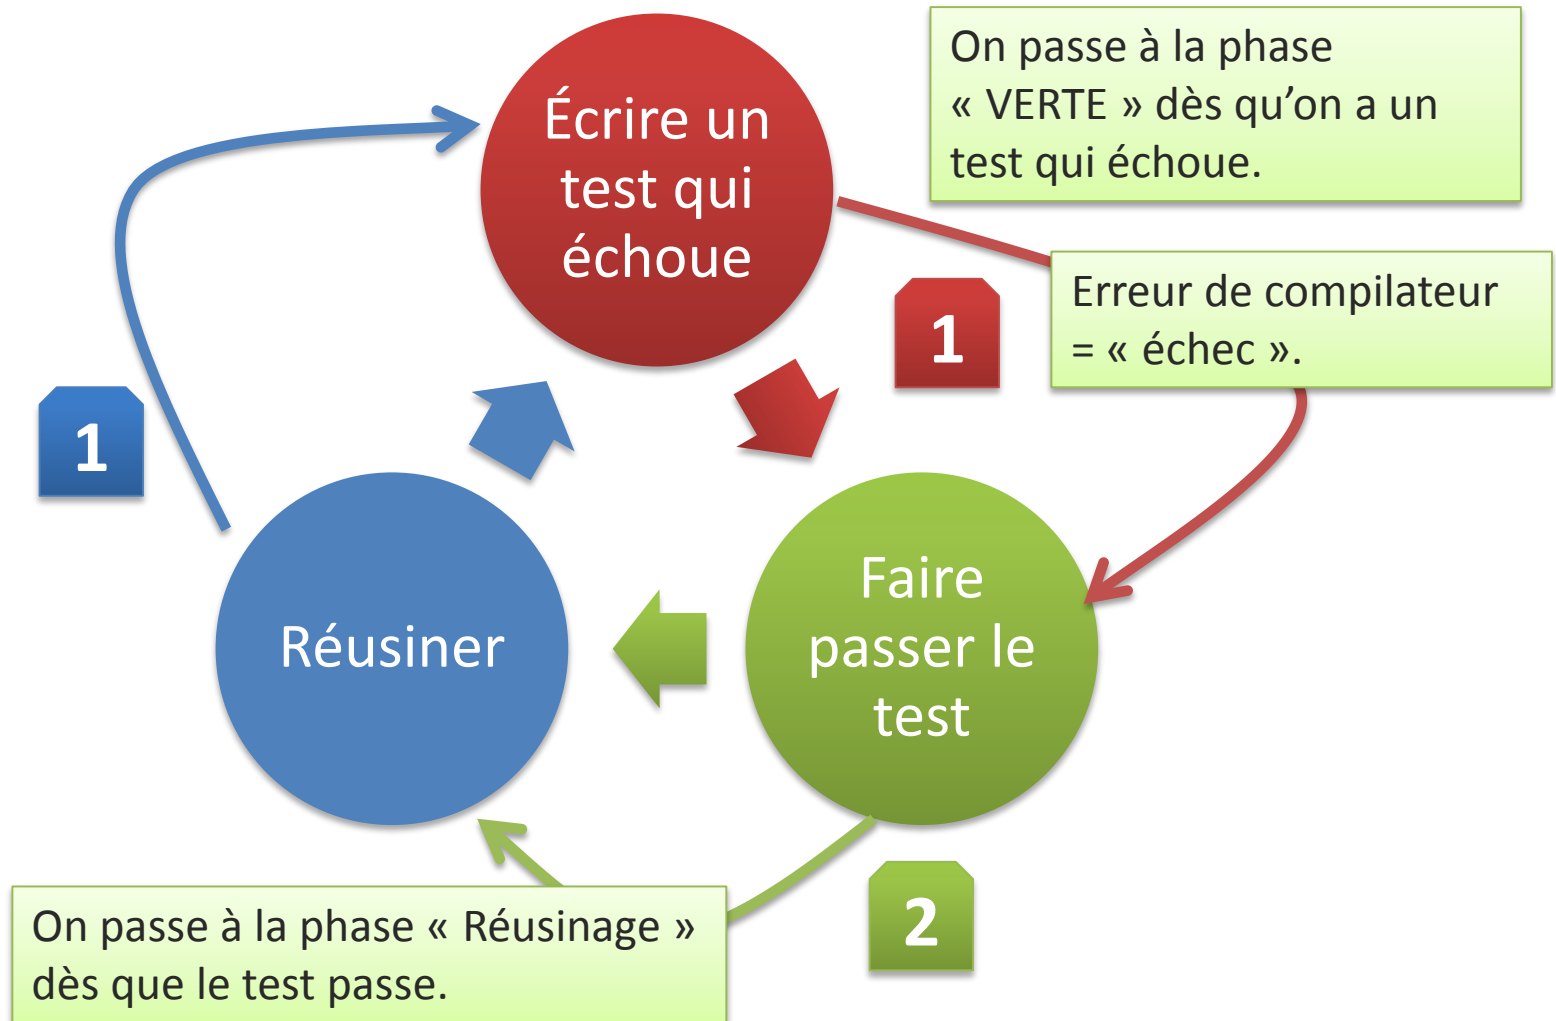 Écrire un
test qui
échoue
On passe à la phase
« VERTE » dès qu’on a un
test qui échoue.
Erreur de compilateur
= « échec ».
1
1
Réusiner
Faire
passer le
test
2
On passe à la phase « Réusinage »
dès que le test passe.